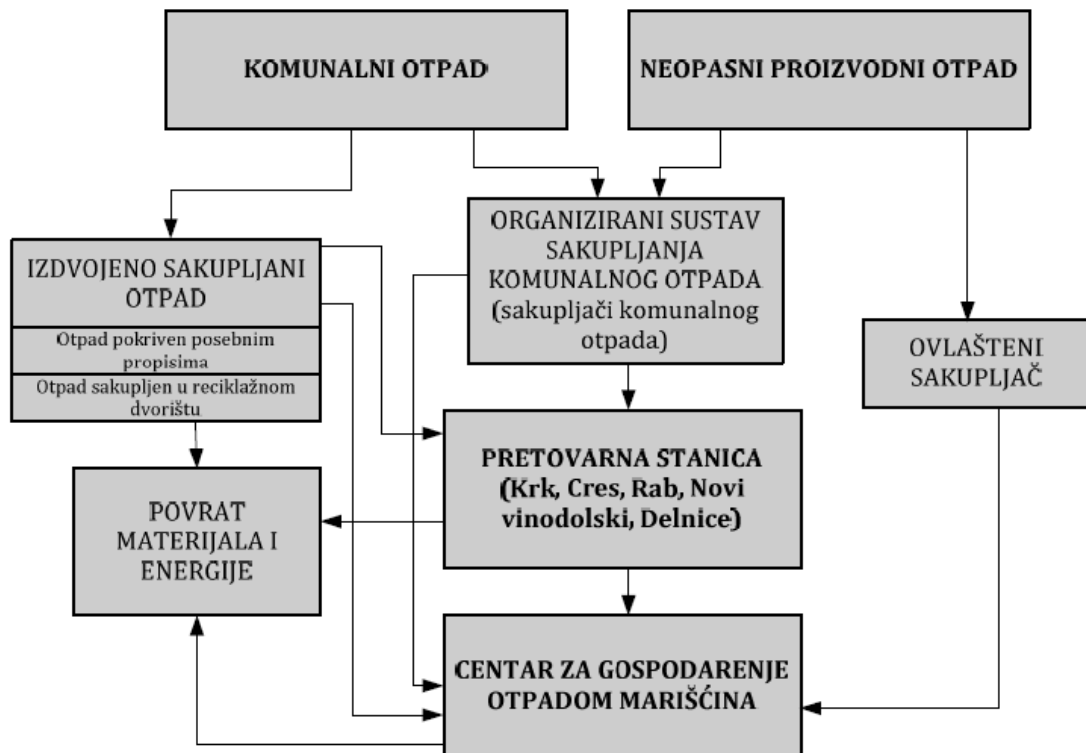 KOMUNALNI OTPAD
NEOPASNI PROIZVODNI OTPAD
ORGANIZIRANI SUSTAV
SAKUPLJANJA
KOMUNALNOG OTPADA
(sakupljači komunalnog
otpada)
IZDVOJENO SAKUPLJANI
OTPAD
Otpad pokriven posebnim
propisima
Otpad sakupljen u reciklažnom
dvorištu
OVLAŠTENI
SAKUPLJAČ
PRETOVARNA STANICA
(Krk, Cres, Rab, Novi
vinodolski, Delnice)
POVRAT
MATERIJALA I
ENERGIJE
CENTAR ZA GOSPODARENJE
OTPADOM MARIŠĆINA